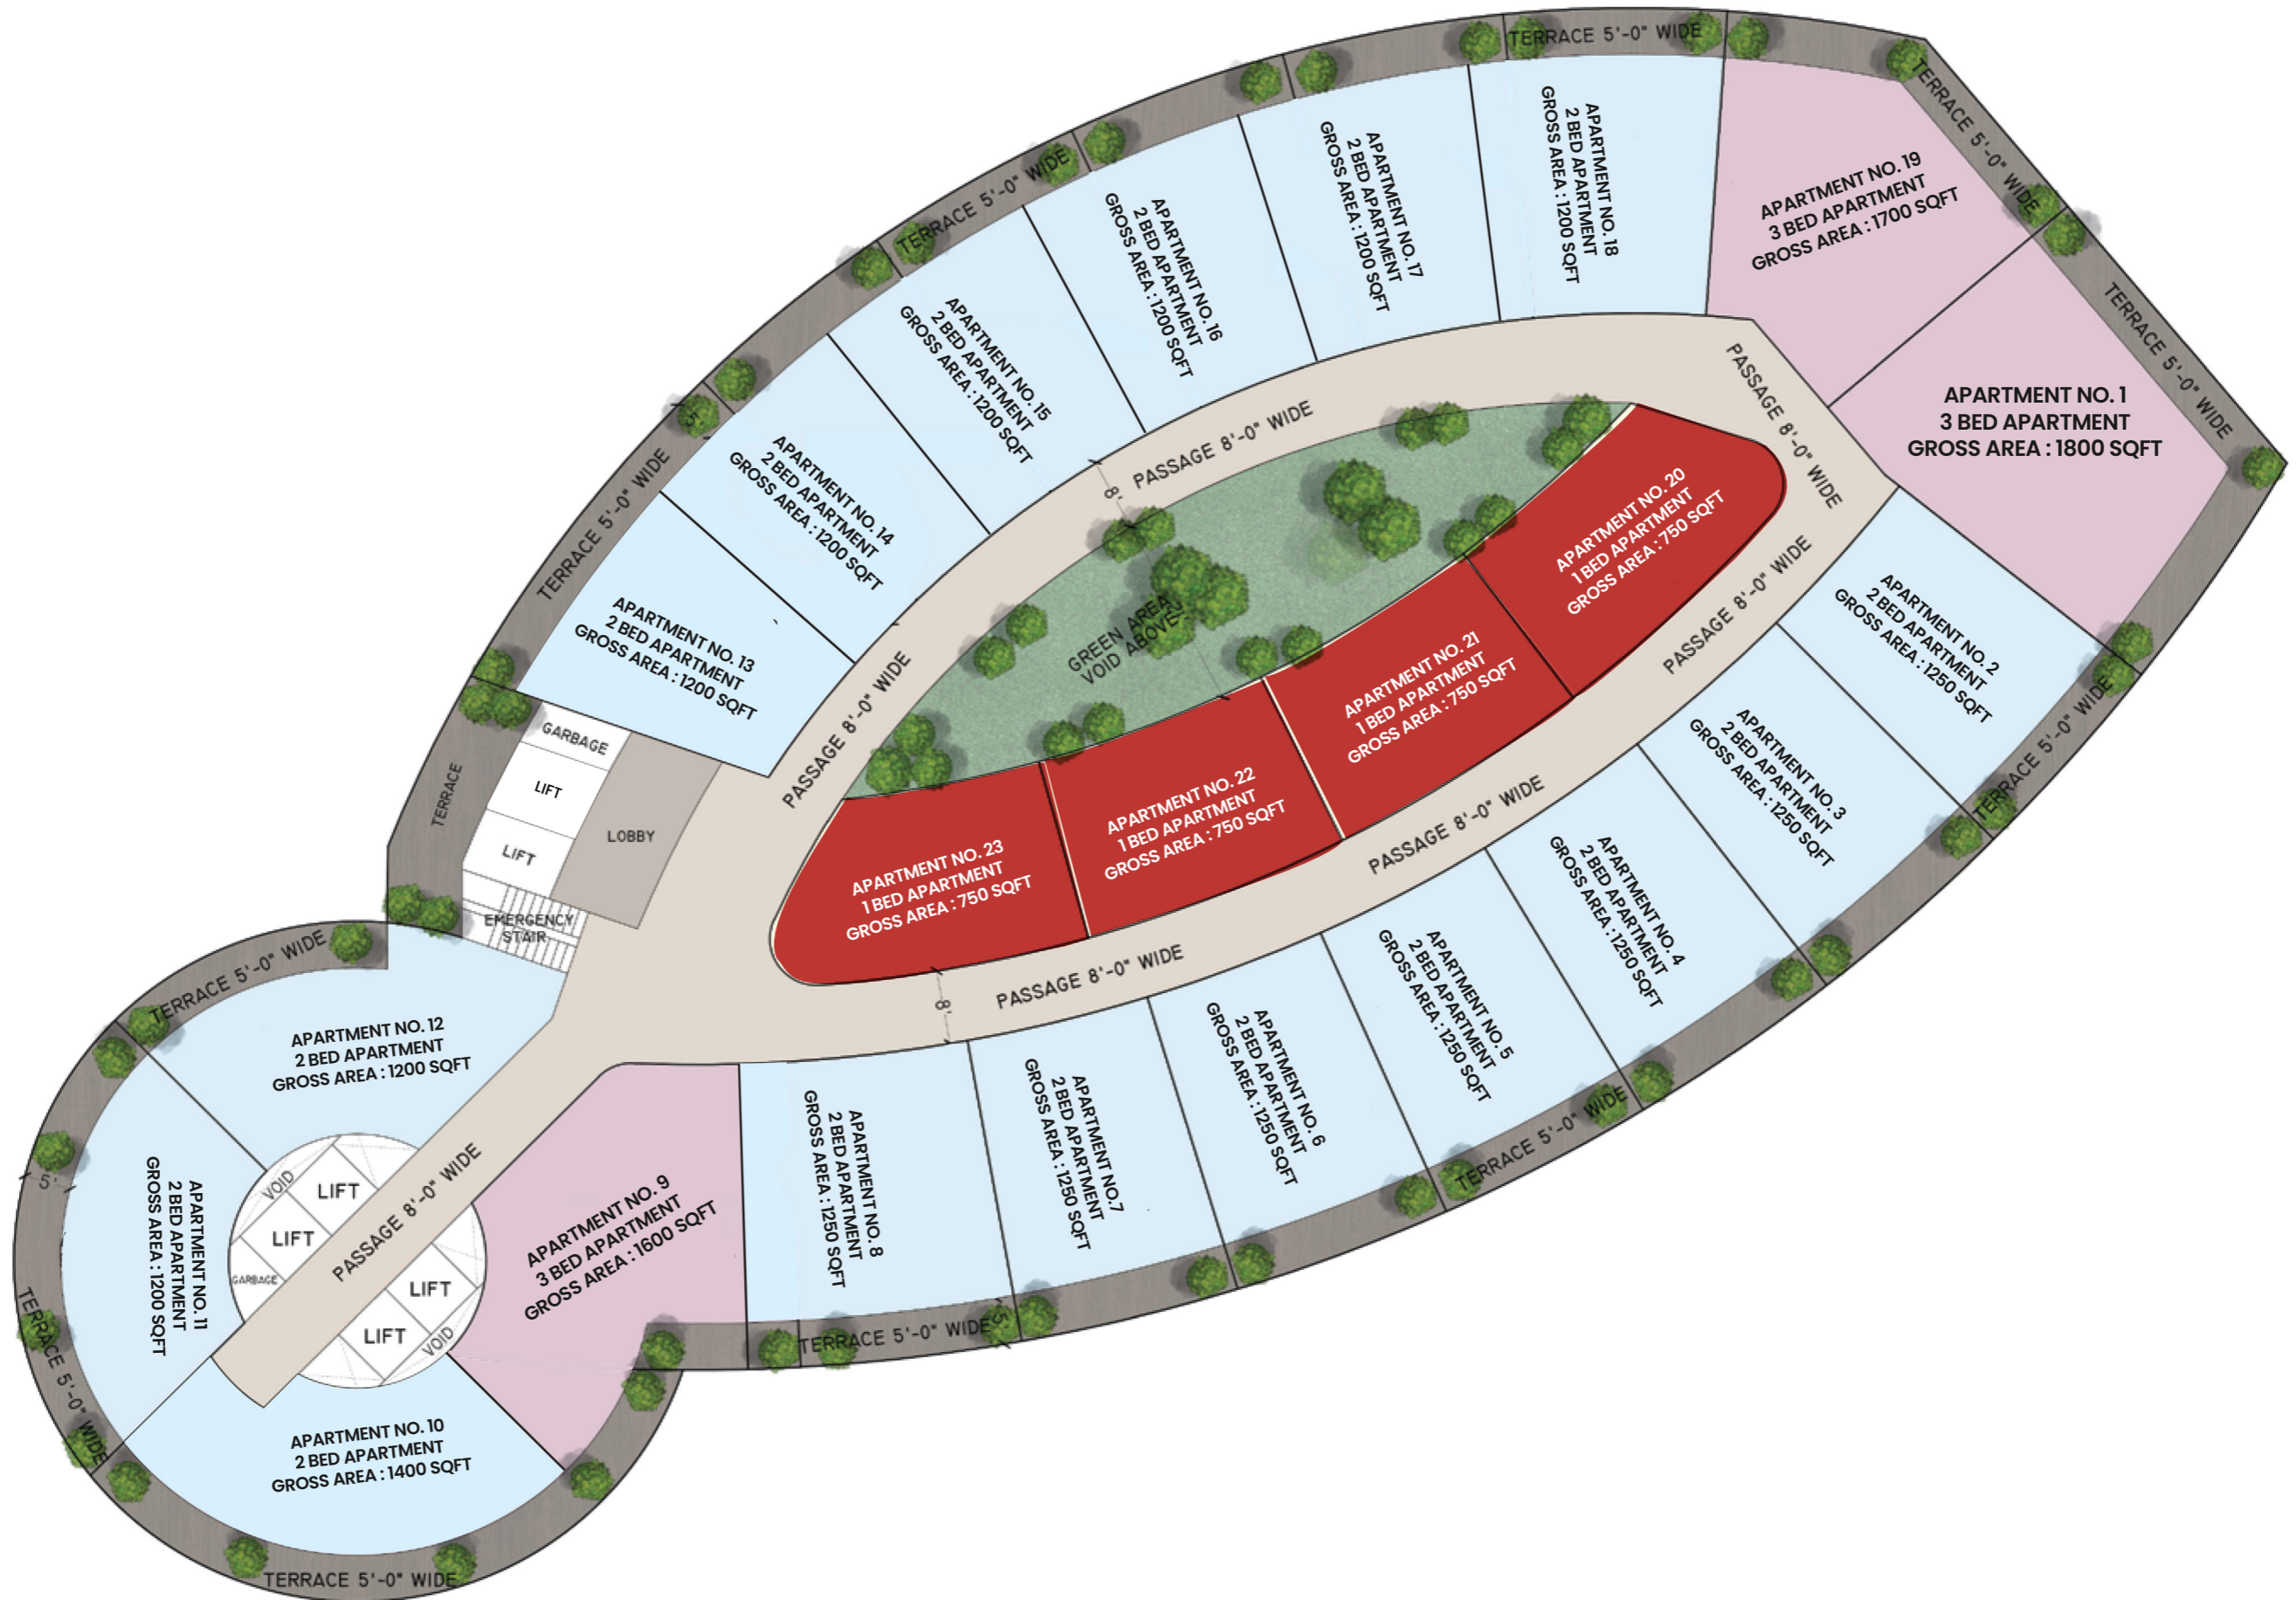 TERRACE 5'-0" WIDE
TERRACE 5'-0" WIDE
TERRACE 5'-0" WIDE
TERRACE 5'-0" WIDE
TERRACE 5'-0" WIDE
APARTMENT NO. 19
3 BED APARTMENT
GROSS AREA : 1700 SQFT
APARTMENT NO. 18
2 BED APARTMENT
GROSS AREA : 1200 SQFT
APARTMENT NO. 17
2 BED APARTMENT
GROSS AREA : 1200 SQFT
APARTMENT NO. 16
2 BED APARTMENT
GROSS AREA : 1200 SQFT
APARTMENT NO. 15
2 BED APARTMENT
GROSS AREA : 1200 SQFT
APARTMENT NO. 14
2 BED APARTMENT
GROSS AREA : 1200 SQFT
APARTMENT NO. 13
2 BED APARTMENT
GROSS AREA : 1200 SQFT
5'
APARTMENT NO. 1
3 BED APARTMENT
GROSS AREA : 1800 SQFT
PASSAGE 8'-0" WIDE
PASSAGE 8'-0" WIDE
8'
PASSAGE 8'-0" WIDE
PASSAGE 8'-0" WIDE
GREEN AREA
VOID ABOVE
APARTMENT NO. 20
1 BED APARTMENT
GROSS AREA : 750 SQFT
APARTMENT NO. 21
1 BED APARTMENT
GROSS AREA : 750 SQFT
APARTMENT NO. 22
1 BED APARTMENT
GROSS AREA : 750 SQFT
APARTMENT NO. 23
1 BED APARTMENT
GROSS AREA : 750 SQFT
APARTMENT NO. 2
2 BED APARTMENT
GROSS AREA : 1250 SQFT
APARTMENT NO. 3
2 BED APARTMENT
GROSS AREA : 1250 SQFT
APARTMENT NO. 4
2 BED APARTMENT
GROSS AREA : 1250 SQFT
APARTMENT NO. 5
2 BED APARTMENT
GROSS AREA : 1250 SQFT
APARTMENT NO. 6
2 BED APARTMENT
GROSS AREA : 1250 SQFT
APARTMENT NO.7
2 BED APARTMENT
GROSS AREA : 1250 SQFT
APARTMENT NO. 8
2 BED APARTMENT
GROSS AREA : 1250 SQFT
TERRACE 5'-0" WIDE
TERRACE 5'-0" WIDE
TERRACE 5'-0" WIDE
5'
PASSAGE 8'-0" WIDE
PASSAGE 8'-0" WIDE
8'
TERRACE
GARBAGE
LIFT
LIFT
LOBBY
EMERGENCY
STAIR
TERRACE 5'-0" WIDE
APARTMENT NO. 12
2 BED APARTMENT
GROSS AREA : 1200 SQFT
5'
APARTMENT NO. 11
2 BED APARTMENT
GROSS AREA : 1200 SQFT
VOID
LIFT
LIFT
GARBAGE
PASSAGE 8'-0" WIDE
LIFT
LIFT
VOID
APARTMENT NO. 9
3 BED APARTMENT
GROSS AREA : 1600 SQFT
TERRACE 5'-0" WIDE
APARTMENT NO. 10
2 BED APARTMENT
GROSS AREA : 1400 SQFT
TERRACE 5'-0" WIDE